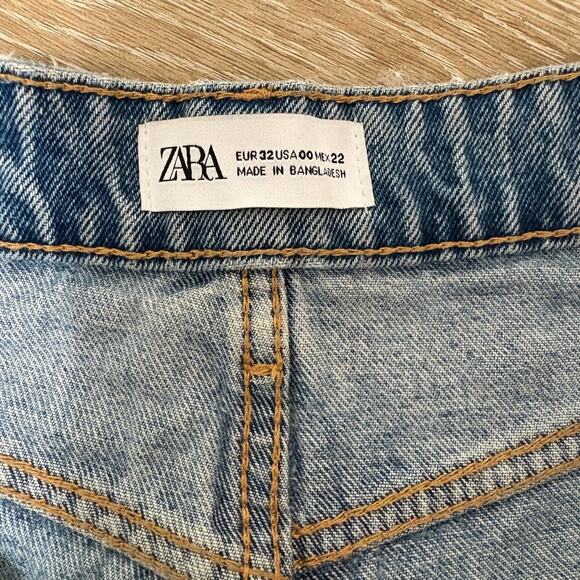 ZARA
EUR 32 USA 00 MEX 22
MADE IN BANGLADESH